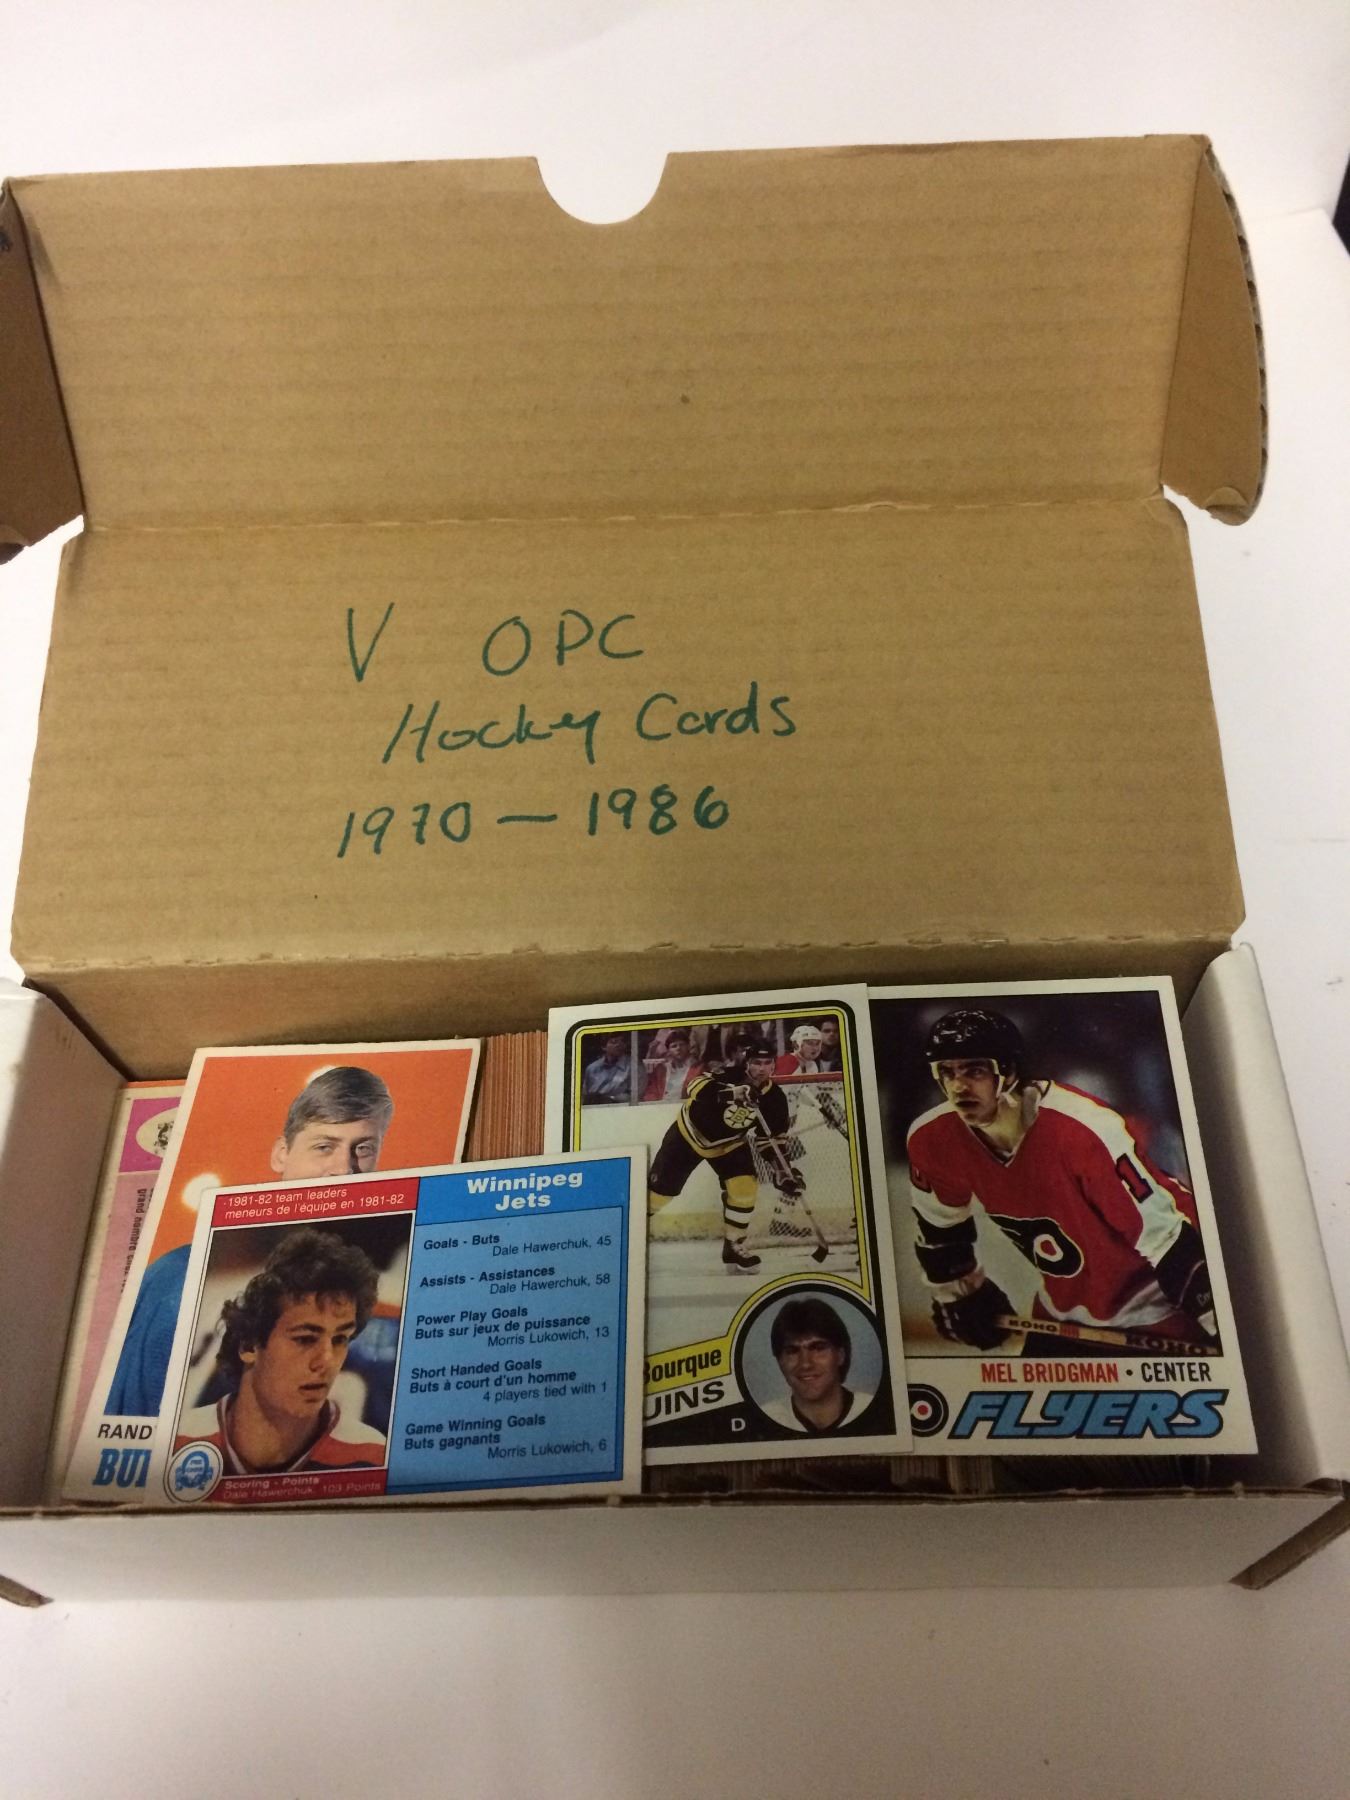 V OPC
Hockey Cards
1970 — 1986
RAND
BU
-1981-82 team leaders
meneurs de l'équipe en 1981-82
Winnipeg
Jets
Goals - Buts
Dale Hawerchuk, 45
Assists - Assistances
Dale Hawerchuk, 58
Power Play Goals
Buts sur jeux de puissance
Morris Lukowich, 13
Short Handed Goals
Buts à court d'un homme
4 players tied with 1
Game Winning Goals
Buts gagnants
Morris Lukowich, 6
Scoring - Points
Dale Hawerchuk, 103 Points
Bourque
UINS
D
1
KOHO
KOHO
MEL BRIDGMAN • CENTER
FLYERS